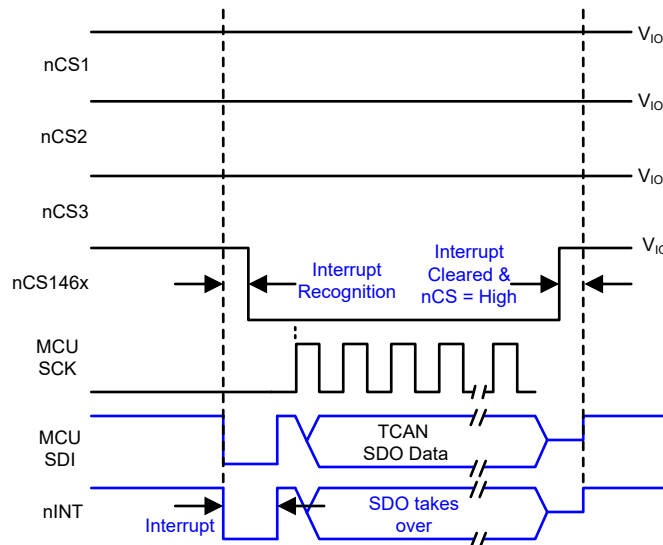 V_IO
nCS1
V_IO
nCS2
V_IO
nCS3
V_IO
nCS146x
Interrupt
Recognition
Interrupt
Cleared &
nCS = High
MCU
SCK
MCU
SDI
TCAN
SDO Data
nINT
Interrupt
SDO takes
over